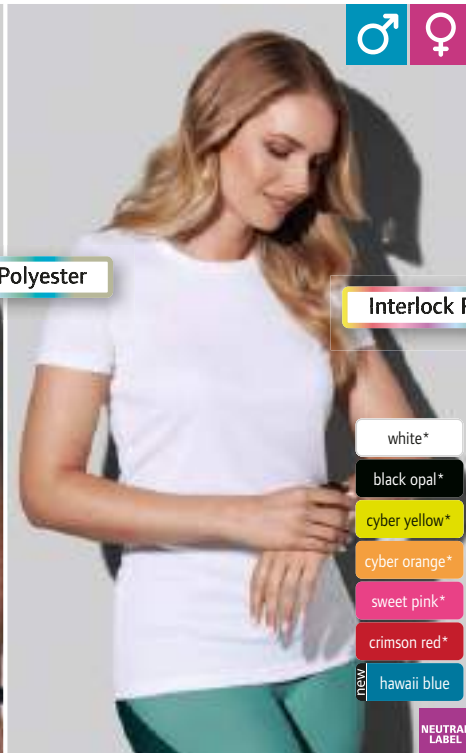 Polyester
Interlock
white*
black opal*
cyber yellow*
cyber orange*
sweet pink*
crimson red*
new
hawaii blue
NEUTRAL
LABEL